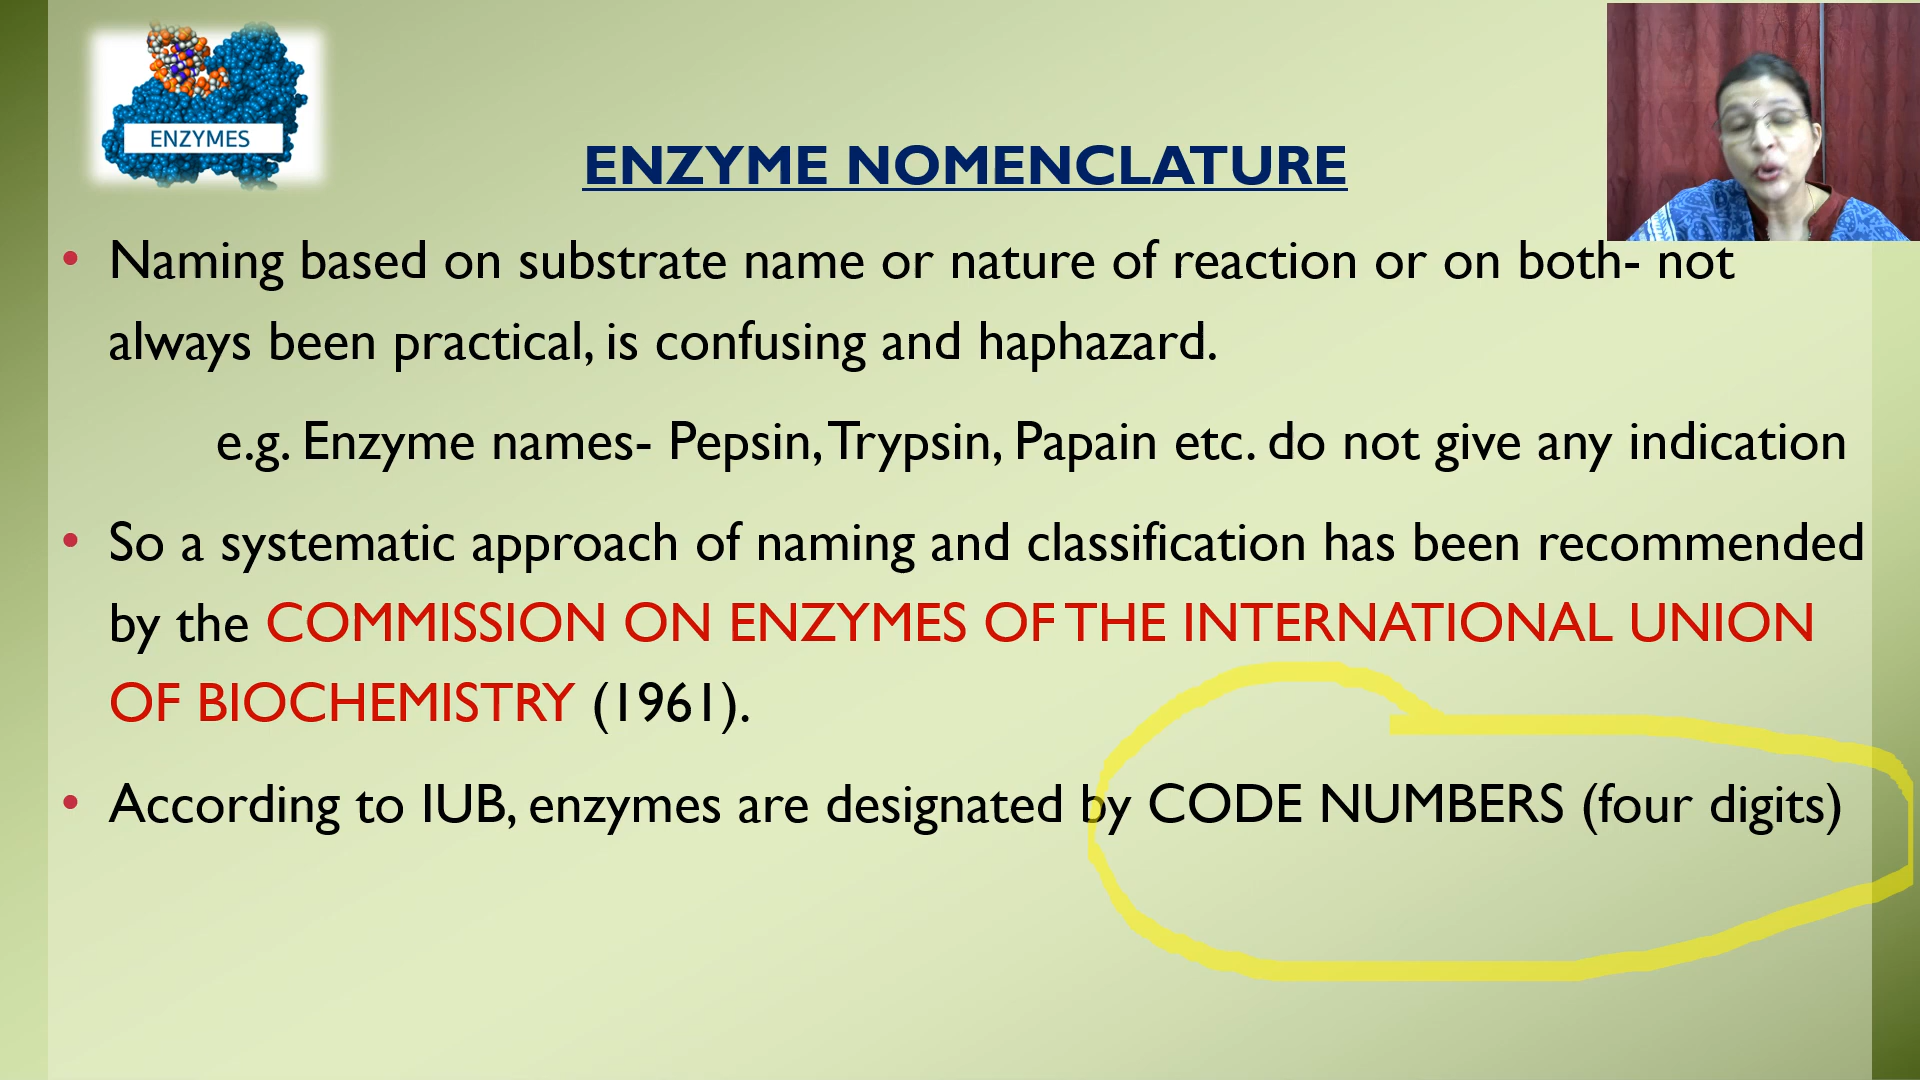 ENZYMES
ENZYME NOMENCLATURE
• Naming based on substrate name or nature of reaction or on both- not
always been practical, is confusing and haphazard.
e.g. Enzyme names- Pepsin, Trypsin, Papain etc. do not give any indication
• So a systematic approach of naming and classification has been recommended
by the COMMISSION ON ENZYMES OF THE INTERNATIONAL UNION
OF BIOCHEMISTRY (1961).
• According to IUB, enzymes are designated by CODE NUMBERS (four digits)